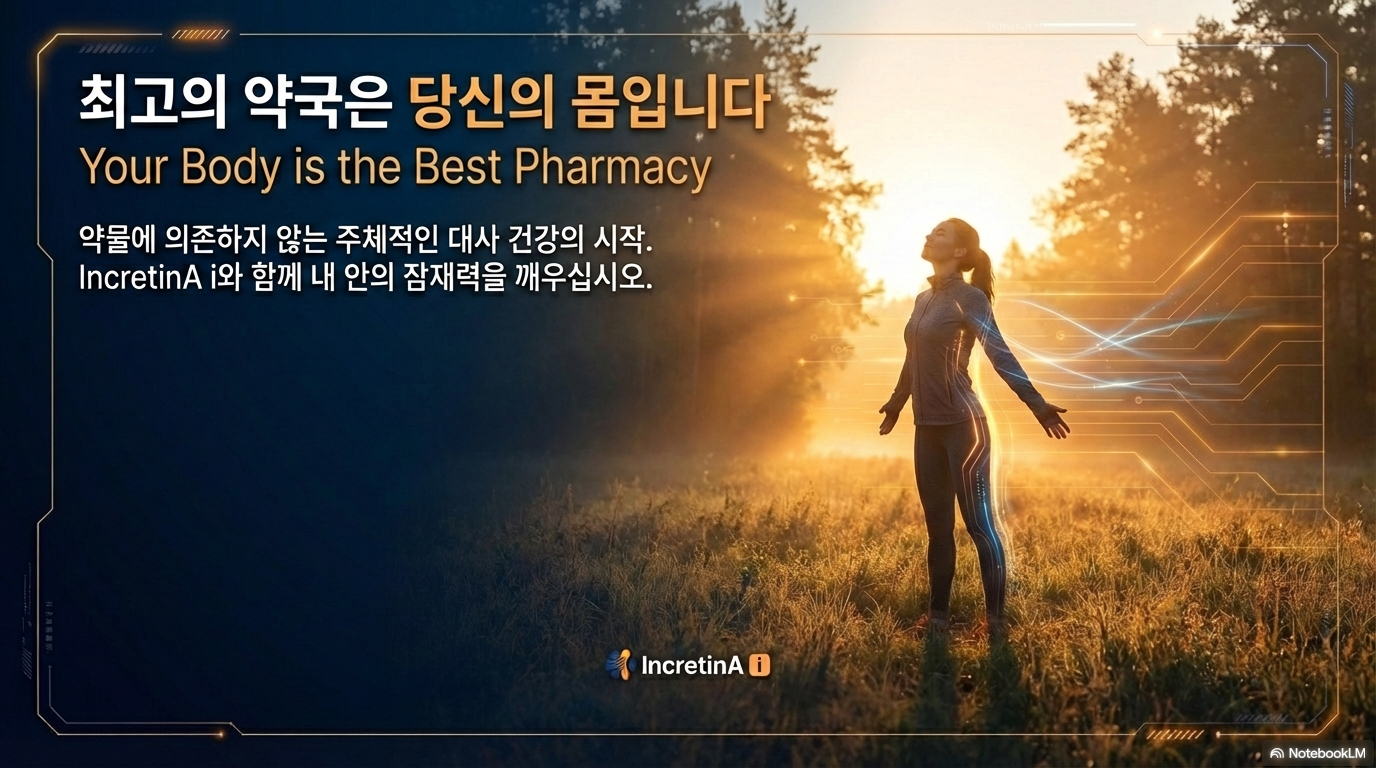 최고의 약국은 당신의 몸입니다
Your Body is the Best Pharmacy
약물에 의존하지 않는 주체적인 대사 건강의 시작.
IncretinA i와 함께 내 안의 잠재력을 깨우십시오.
IncretinA i
NotebookLM